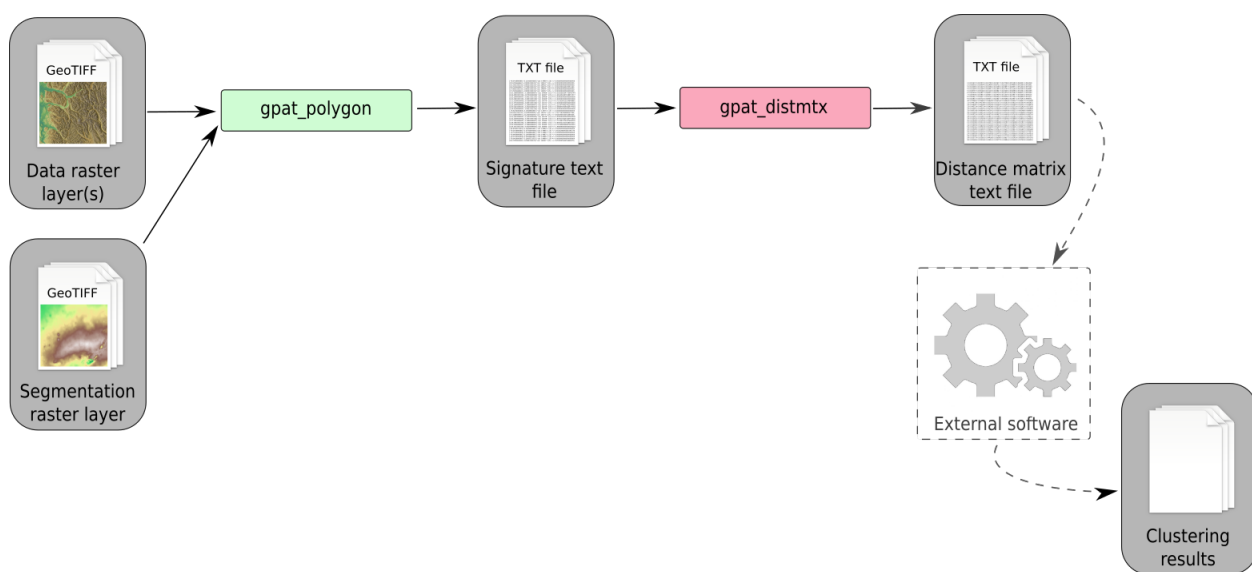 GeoTIFF
Data raster
layer(s)
GeoTIFF
Segmentation
raster layer
gpat_polygon
TXT file
Signature text
file
gpat_distmtx
TXT file
Distance matrix
text file
External software
Clustering
results